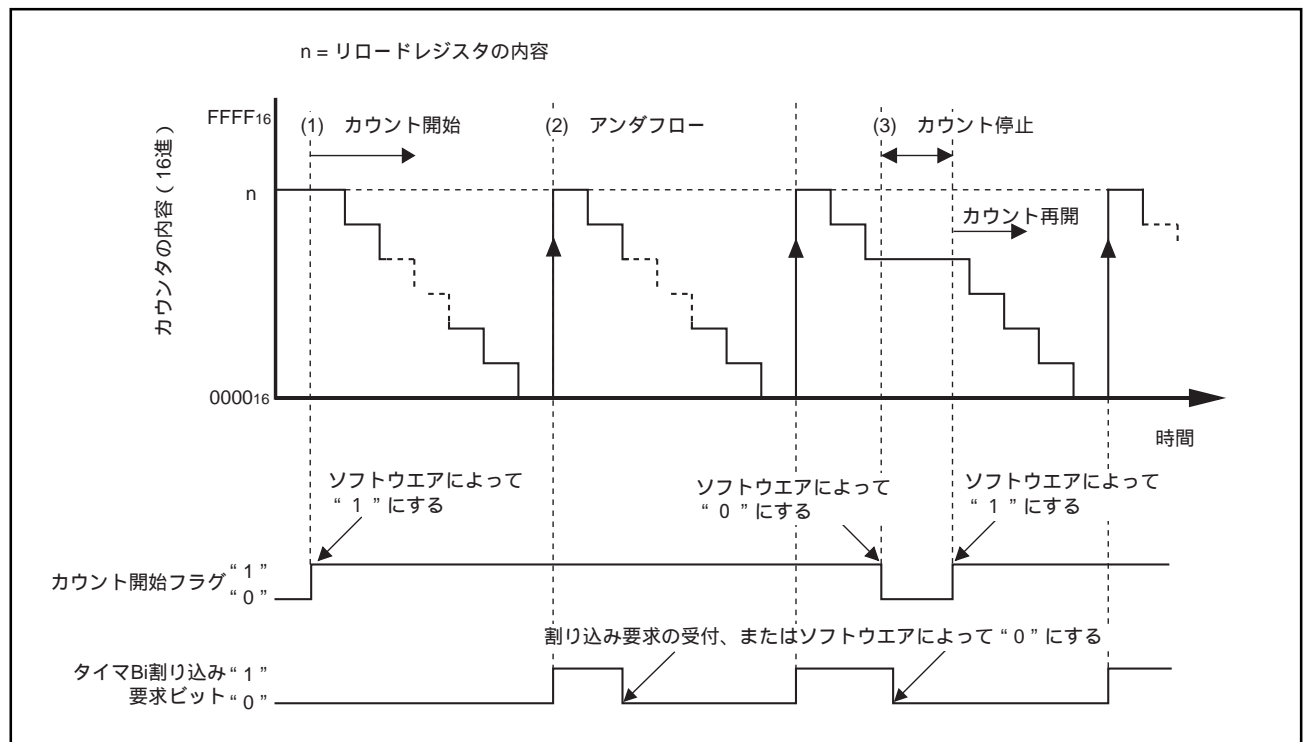 n = リロードレジスタの内容
カウンタの内容（16進）
FFFF16
n
000016
(1) カウント開始
(2) アンダフロー
(3) カウント停止
カウント再開
時間
ソフトウエアによって
“ 1 ” にする
ソフトウエアによって
“ 0 ” にする
ソフトウエアによって
“ 1 ” にする
カウント開始フラグ “ 1 ”
“ 0 ”
割り込み要求の受付、またはソフトウエアによって “ 0 ” にする
タイマBi割り込み “ 1 ”
要求ビット “ 0 ”